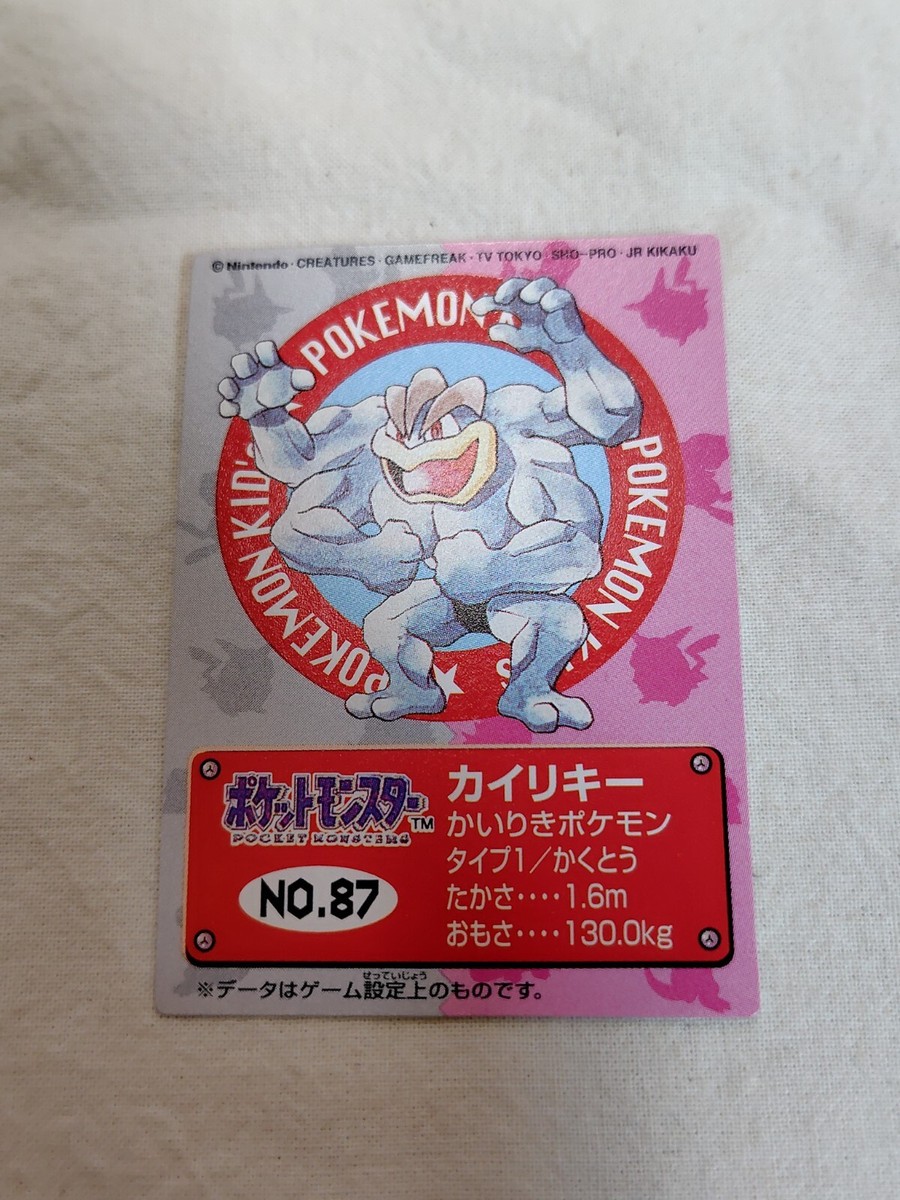 © Nintendo · CREATURES · GAMEFREAK · TV TOKYO · SHO-PRO · JR KIKAKU
POKEMON
POKEMON KID'S
POKEMON
ポケットモンスター™
POCKET MONSTERS
NO.87
カイリキー
かいりきポケモン
タイプ1/かくとう
たかさ‥‥1.6m
おもさ‥‥130.0kg
せっていじょう
※データはゲーム設定上のものです。